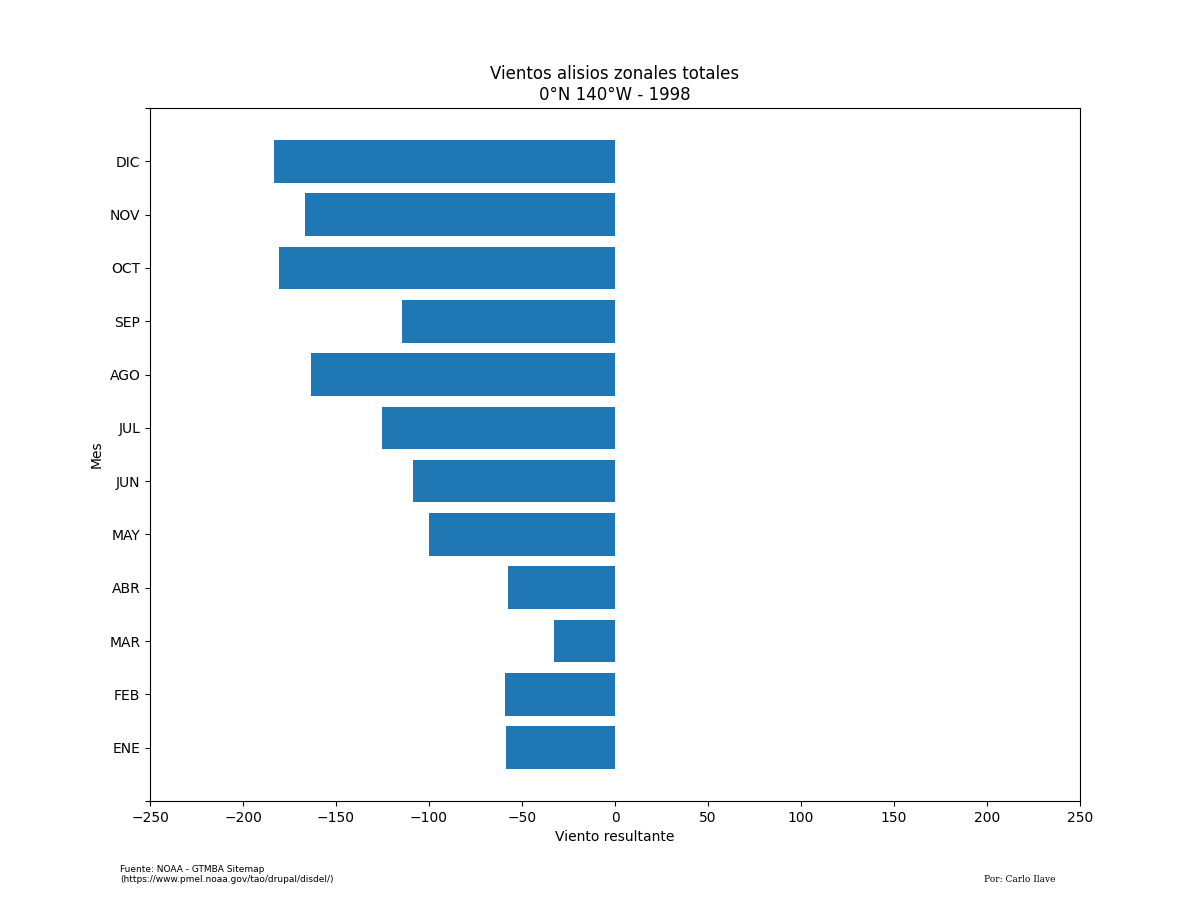 Vientos alisios zonales totales
0°N 140°W - 1998
DIC
NOV
OCT
SEP
AGO
JUL
JUN
MAY
ABR
MAR
FEB
ENE
Mes
−250 −200 −150 −100 −50 0 50 100 150 200 250
Viento resultante
Fuente: NOAA - GTMBA Sitemap
(https://www.pmel.noaa.gov/tao/drupal/disdel/)
Por: Carlo Ilave